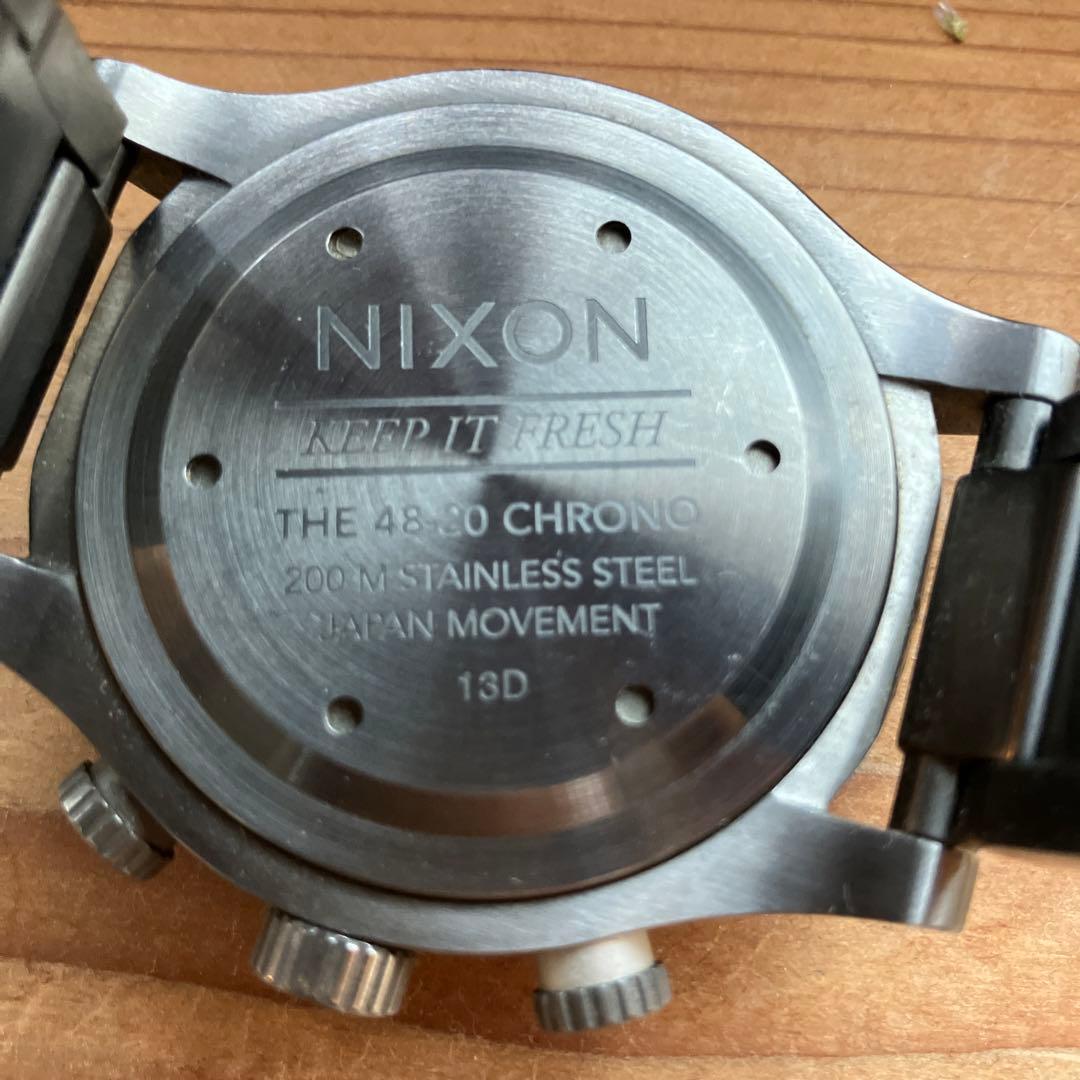 NIXON
KEEP IT FRESH
THE 48-20 CHRONO
200 M STAINLESS STEEL
JAPAN MOVEMENT
13D